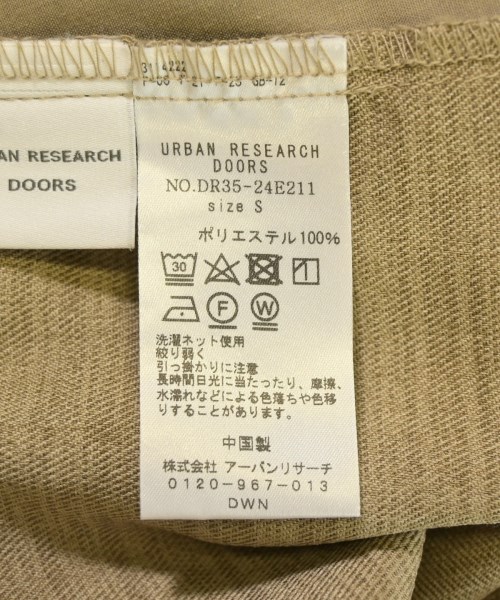 AN RESEARCH
DOORS
URBAN RESEARCH
DOORS
NO.DR35-24E211
size S
ポリエステル100%
30
F
W
洗濯ネット使用
絞り弱く
引っ掛かりに注意
長時間日光に当たったり、摩擦、
水濡れなどによる色落ちや色移
りすることがあります。
中国製
株式会社 アーバンリサーチ
0120-967-013
DWN